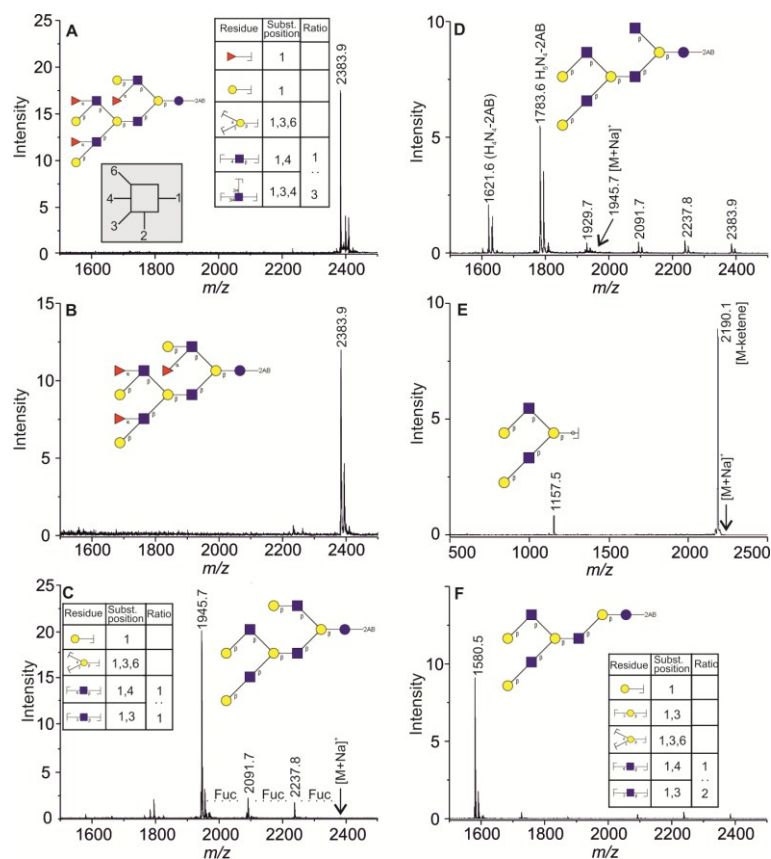 A
Residue Subst. position Ratio
1
1
1,3,6
1,4 1
:
1,3,4 3
β β α α β β β α β β -2AB
6
4 1
3 2
2383.9
Intensity
25
20
15
10
5
0
1600 1800 2000 2200 2400
m/z
D
β β β β β β -2AB
1621.6 (H₄N₄-2AB)
1783.6 H₅N₄-2AB
1929.7
1945.7 [M+Na]⁺
2091.7
2237.8
2383.9
Intensity
10
5
0
1600 1800 2000 2200 2400
m/z
B
β β α α β β β α β β -2AB
2383.9
Intensity
15
10
5
0
1600 1800 2000 2200 2400
m/z
E
β β β β
1157.5
2190.1
[M-ketene]
[M+Na]⁺
Intensity
10
5
0
500 1000 1500 2000 2500
m/z
C
Residue Subst. position Ratio
1
1,3,6
1,4 1
:
1,3 1
β β β β β β β -2AB
1945.7
2091.7
2237.8
[M+Na]⁺
Fuc Fuc Fuc
Intensity
25
20
15
10
5
0
1600 1800 2000 2200 2400
m/z
F
β β β β β β -2AB
1580.5
Residue Subst. position Ratio
1
1,3
1,3,6
1,4 1
:
1,3 2
Intensity
10
5
0
1600 1800 2000 2200 2400
m/z